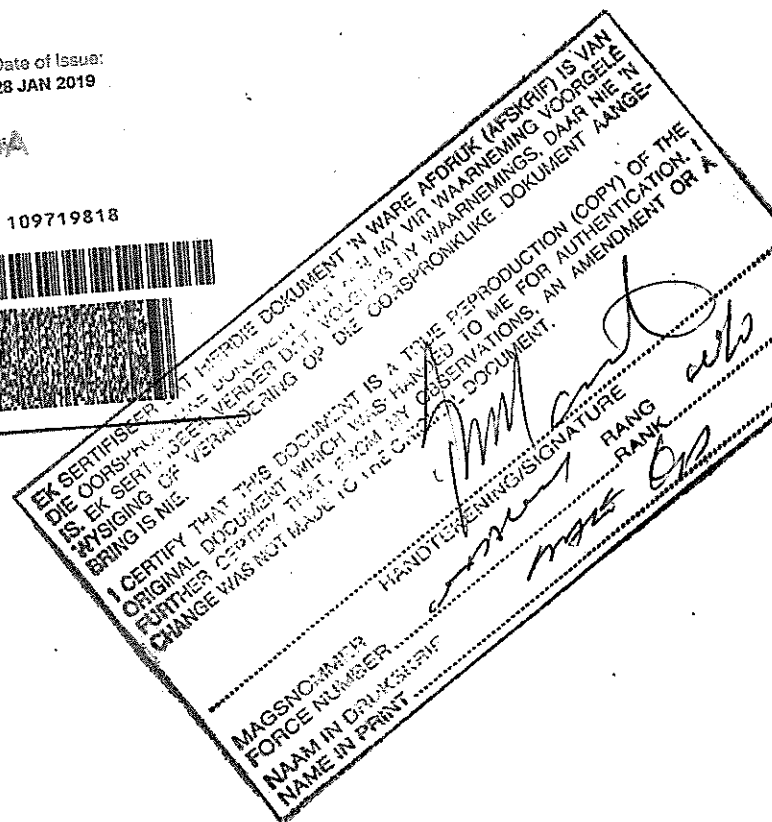 Date of Issue:
28 JAN 2019
109719818
EK SERTIFISEER DAT HIERDIE DOKUMENT 'N WARE AFDRUK (AFSKRIF) IS VAN
DIE OORSPRONKLIKE DOKUMENT WAT AAN MY VIR WAARNEMING VOORGELÊ
IS. EK SERTIFISEER VERDER DAT, VOLGENS MY WAARNEMINGS, DAAR NIE 'N
WYSIGING OF VERANDERING OP DIE OORSPRONKLIKE DOKUMENT AANGE-
BRING IS NIE.
I CERTIFY THAT THIS DOCUMENT IS A TRUE REPRODUCTION (COPY) OF THE
ORIGINAL DOCUMENT WHICH WAS HANDED TO ME FOR AUTHENTICATION. I
FURTHER CERTIFY THAT, FROM MY OBSERVATIONS, AN AMENDMENT OR A
CHANGE WAS NOT MADE TO THE ORIGINAL DOCUMENT.
HANDTEKENING/SIGNATURE
MAGSNOMMER RANG
FORCE NUMBER RANK
NAAM IN DRUKSKRIF
NAME IN PRINT